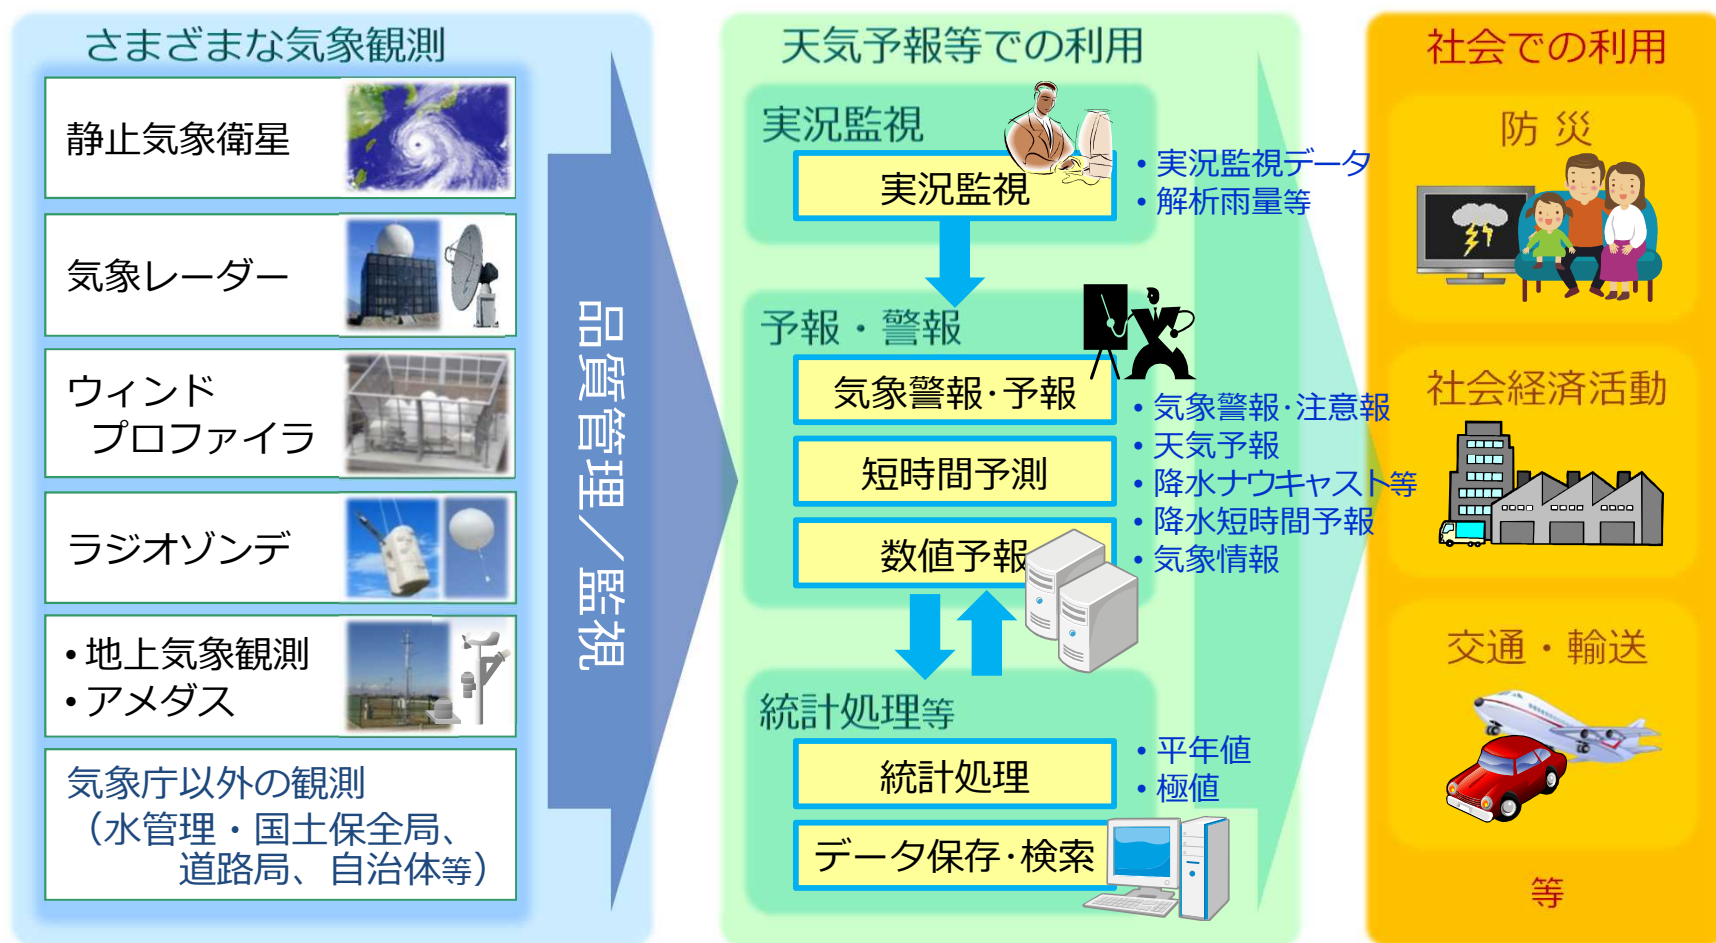 さまざまな気象観測
静止気象衛星
気象レーダー
ウィンド
プロファイラ
ラジオゾンデ
・地上気象観測
・アメダス
気象庁以外の観測
（水管理・国土保全局、
道路局、自治体等）
品質管理／監視
天気予報等での利用
実況監視
実況監視
・実況監視データ
・解析雨量等
予報・警報
気象警報・予報
短時間予測
数値予報
・気象警報・注意報
・天気予報
・降水ナウキャスト等
・降水短時間予報
・気象情報
統計処理等
統計処理
データ保存・検索
・平年値
・極値
社会での利用
防 災
社会経済活動
交通・輸送
等